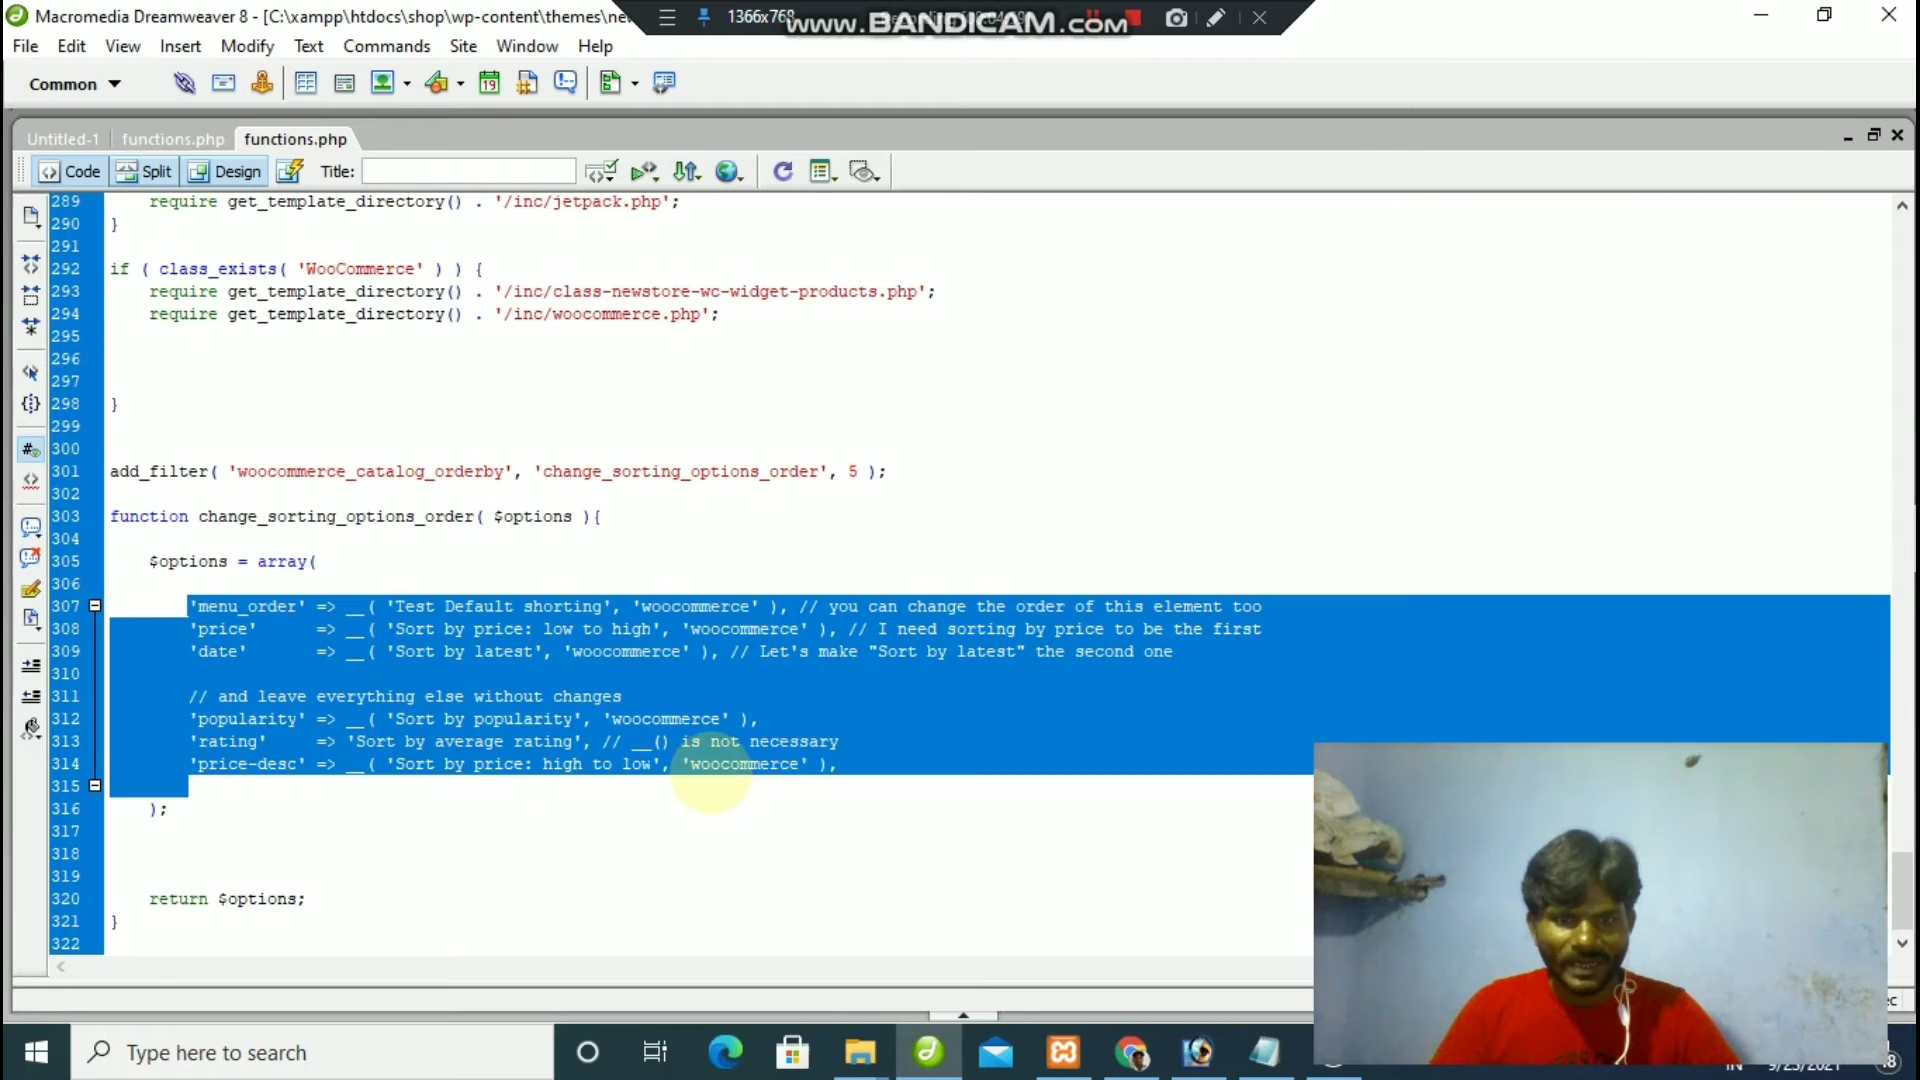 Macromedia Dreamweaver 8 - [C:\xampp\htdocs\shop\wp-content\themes\new
1366x768
www.BANDICAM.com
File Edit View Insert Modify Text Commands Site Window Help
Common
19
Untitled-1 functions.php functions.php
Code Split Design Title:
289 require get_template_directory() . '/inc/jetpack.php';
290 }
291
292 if ( class_exists( 'WooCommerce' ) ) {
293 require get_template_directory() . '/inc/class-newstore-wc-widget-products.php';
294 require get_template_directory() . '/inc/woocommerce.php';
295
296
297
298 }
299
300
301 add_filter( 'woocommerce_catalog_orderby', 'change_sorting_options_order', 5 );
302
303 function change_sorting_options_order( $options ){
304
305 $options = array(
306
307 'menu_order' => __( 'Test Default shorting', 'woocommerce' ), // you can change the order of this element too
308 'price' => __( 'Sort by price: low to high', 'woocommerce' ), // I need sorting by price to be the first
309 'date' => __( 'Sort by latest', 'woocommerce' ), // Let's make "Sort by latest" the second one
310
311 // and leave everything else without changes
312 'popularity' => __( 'Sort by popularity', 'woocommerce' ),
313 'rating' => 'Sort by average rating', // __() is not necessary
314 'price-desc' => __( 'Sort by price: high to low', 'woocommerce' ),
315
316 );
317
318
319
320 return $options;
321 }
322
Type here to search